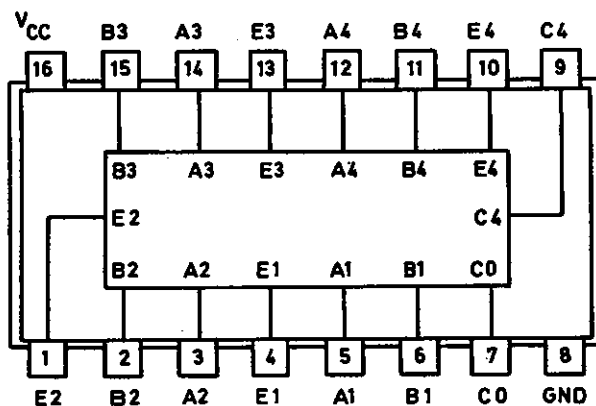 VCC B3 A3 E3 A4 B4 E4 C4
16 15 14 13 12 11 10 9
B3 A3 E3 A4 B4 E4
E2 C4
B2 A2 E1 A1 B1 C0
1 2 3 4 5 6 7 8
E2 B2 A2 E1 A1 B1 C0 GND